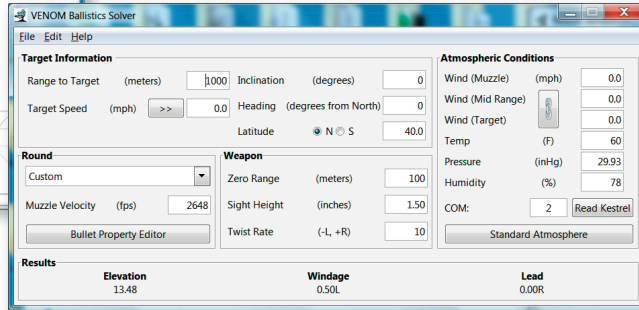 VENOM Ballistics Solver
File Edit Help
Target Information
Range to Target (meters) 1000 Inclination (degrees) 0
Target Speed (mph) >> 0.0 Heading (degrees from North) 0
Latitude N S 40.0
Round
Custom
Muzzle Velocity (fps) 2648
Bullet Property Editor
Weapon
Zero Range (meters) 100
Sight Height (inches) 1.50
Twist Rate (-L, +R) 10
Atmospheric Conditions
Wind (Muzzle) (mph) 0.0
Wind (Mid Range) 0.0
Wind (Target) 0.0
Temp (F) 60
Pressure (inHg) 29.93
Humidity (%) 78
COM: 2 Read Kestrel
Standard Atmosphere
Results
Elevation Windage Lead
13.48 0.50L 0.00R